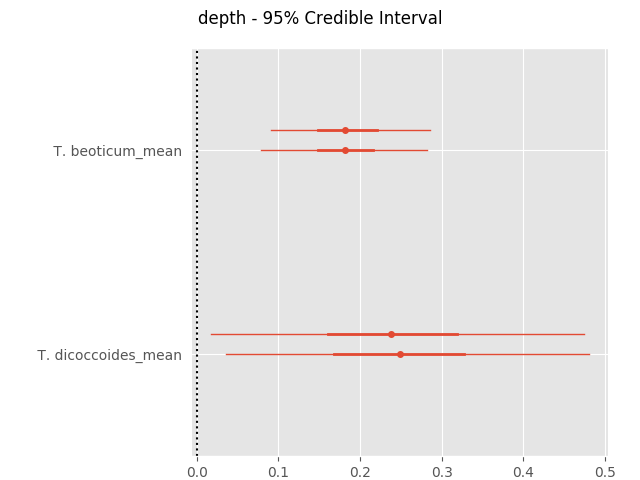 depth - 95% Credible Interval
T. beoticum_mean
T. dicoccoides_mean
0.0 0.1 0.2 0.3 0.4 0.5